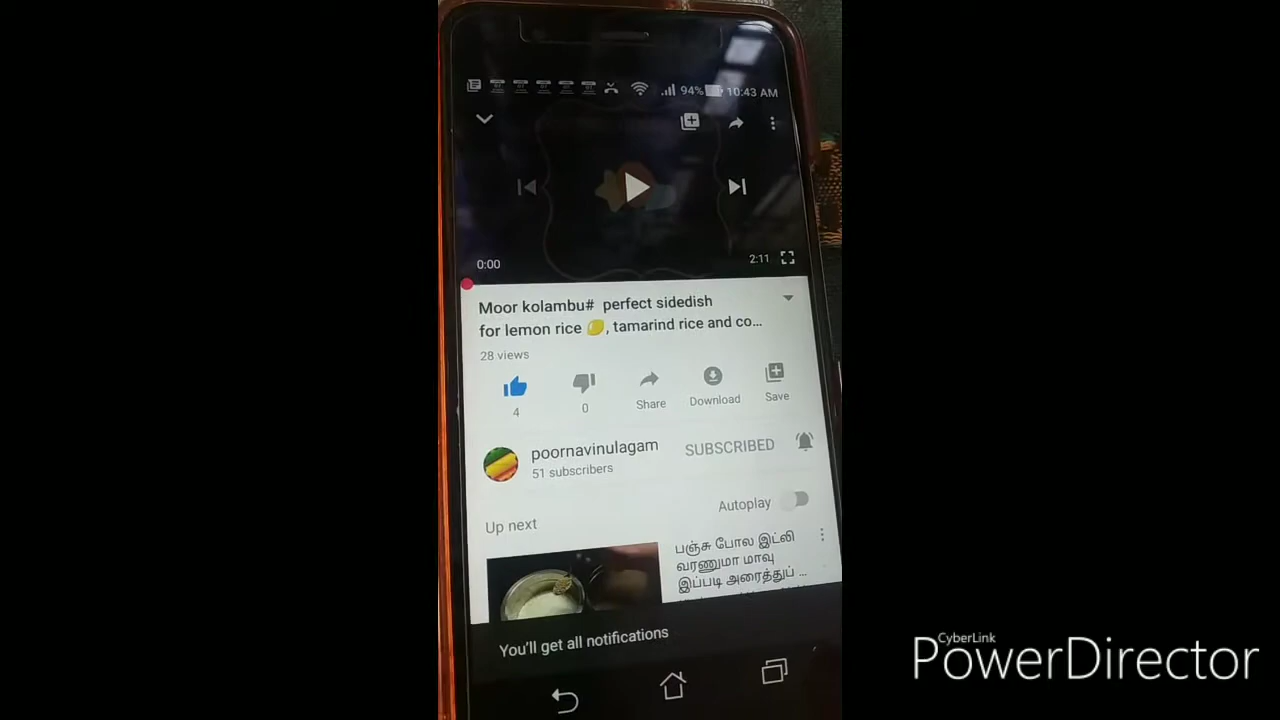 94% 10:43 AM
0:00
2:11
Moor kolambu# perfect sidedish
for lemon rice 🍋, tamarind rice and co...
28 views
4
0
Share
Download
Save
poornavinulagam
SUBSCRIBED
51 subscribers
Autoplay
Up next
பஞ்சு போல இட்லி
வரணுமா மாவு
இப்படி அரைத்துப் ...
You'll get all notifications
CyberLink
PowerDirector